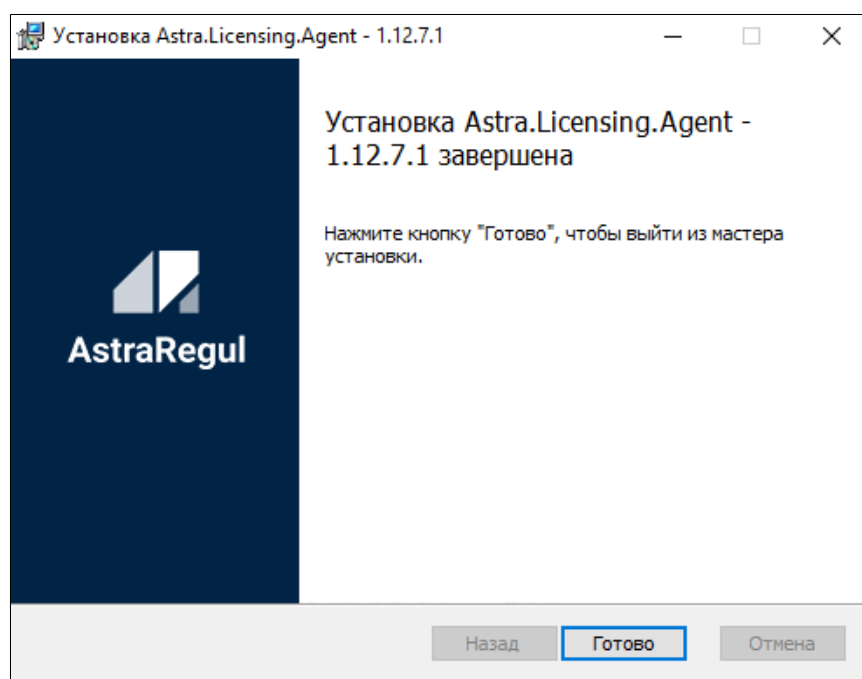 Установка Astra.Licensing.Agent - 1.12.7.1
Установка Astra.Licensing.Agent -
1.12.7.1 завершена
Нажмите кнопку "Готово", чтобы выйти из мастера
установки.
AstraRegul
Назад
Готово
Отмена